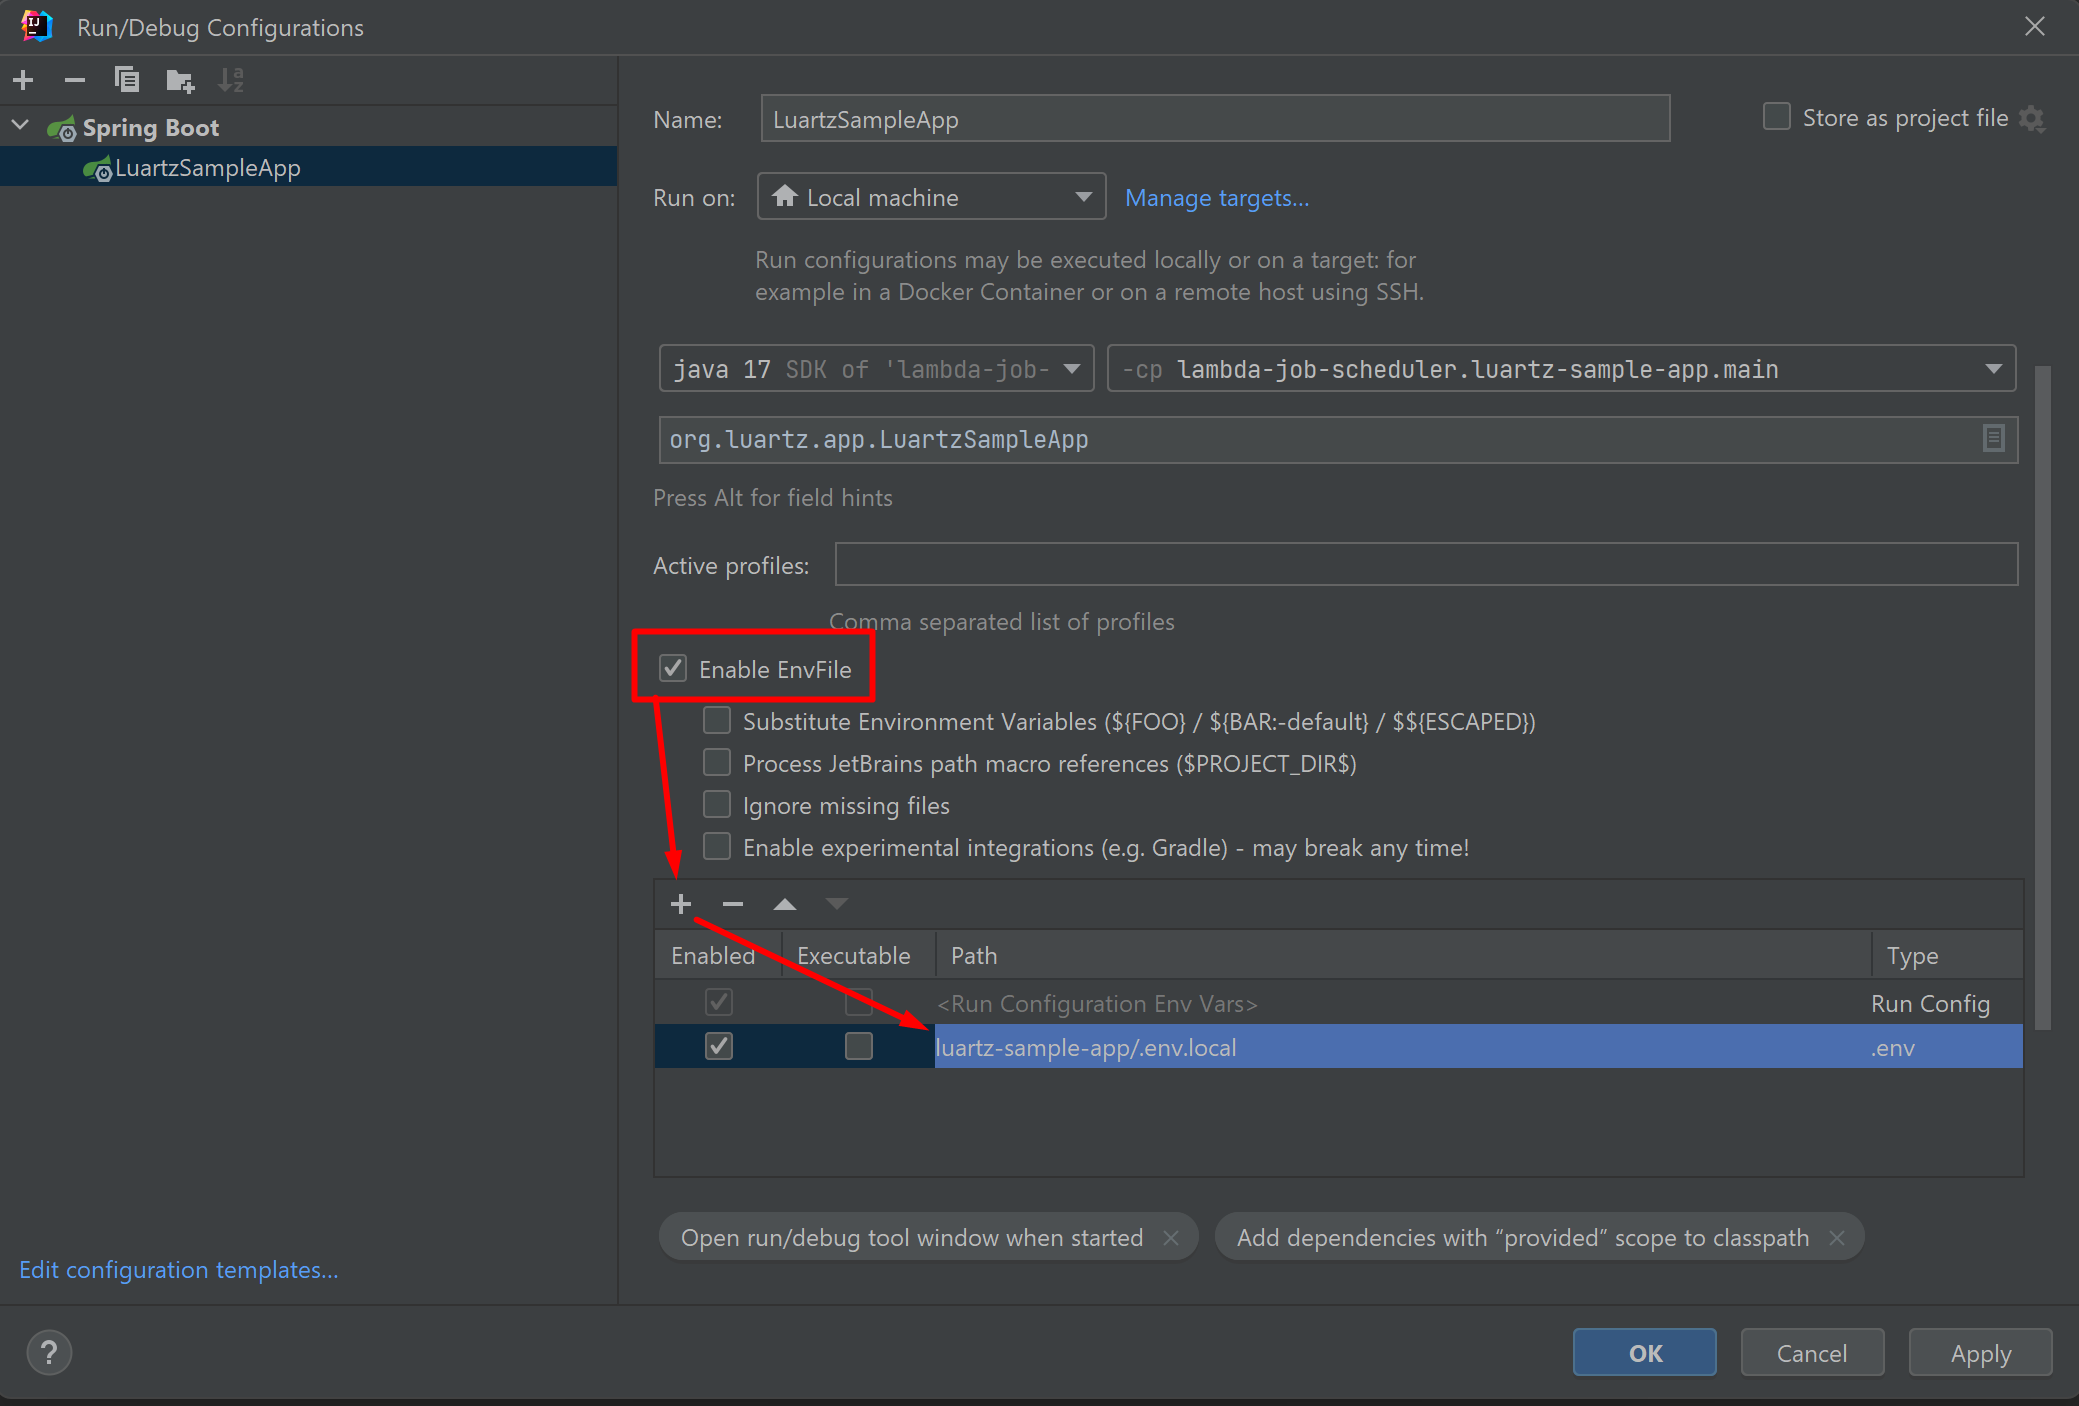 Run/Debug Configurations
Spring Boot
LuartzSampleApp
Name:
LuartzSampleApp
Store as project file
Run on:
Local machine
Manage targets...
Run configurations may be executed locally or on a target: for
example in a Docker Container or on a remote host using SSH.
java 17 SDK of 'lambda-job-
-cp lambda-job-scheduler.luartz-sample-app.main
org.luartz.app.LuartzSampleApp
Press Alt for field hints
Active profiles:
Comma separated list of profiles
Enable EnvFile
Substitute Environment Variables (${FOO} / ${BAR:-default} / $${ESCAPED})
Process JetBrains path macro references ($PROJECT_DIR$)
Ignore missing files
Enable experimental integrations (e.g. Gradle) - may break any time!
Enabled Executable Path Type
<Run Configuration Env Vars> Run Config
luartz-sample-app/.env.local .env
Open run/debug tool window when started
Add dependencies with “provided” scope to classpath
Edit configuration templates...
?
OK
Cancel
Apply